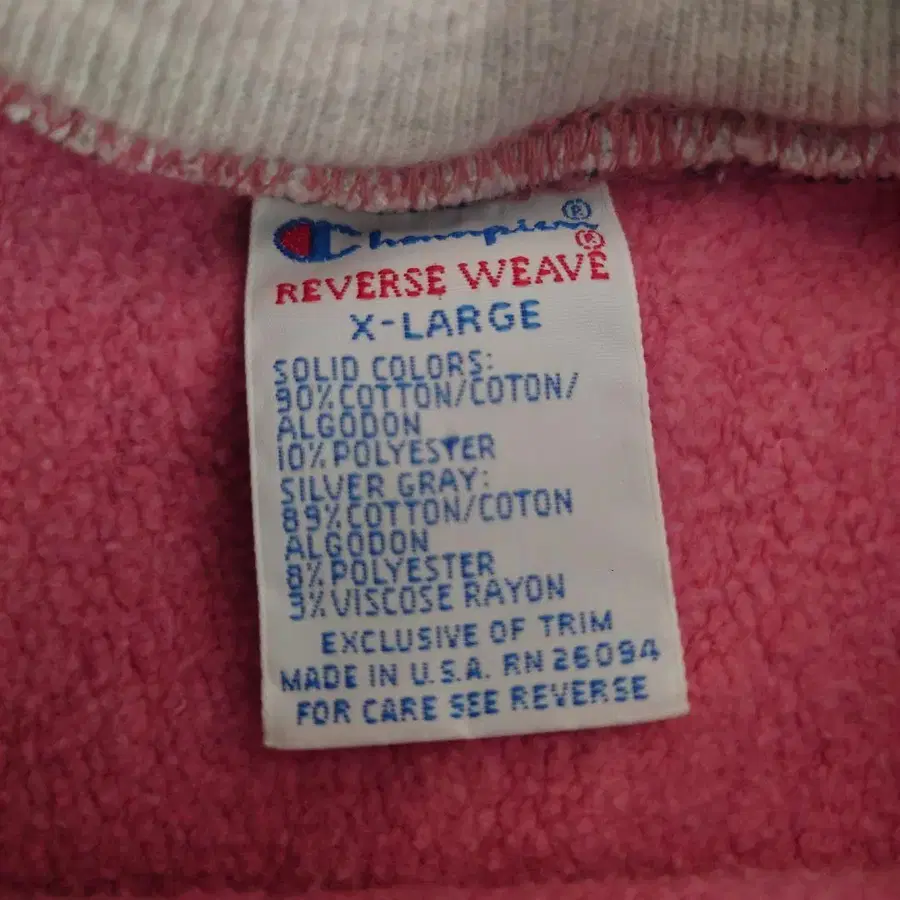 Champion®
REVERSE WEAVE®
X-LARGE
SOLID COLORS:
90% COTTON/COTON/
ALGODON
10% POLYESTER
SILVER GRAY:
89% COTTON/COTON
ALGODON
8% POLYESTER
3% VISCOSE RAYON
EXCLUSIVE OF TRIM
MADE IN U.S.A. RN 26094
FOR CARE SEE REVERSE